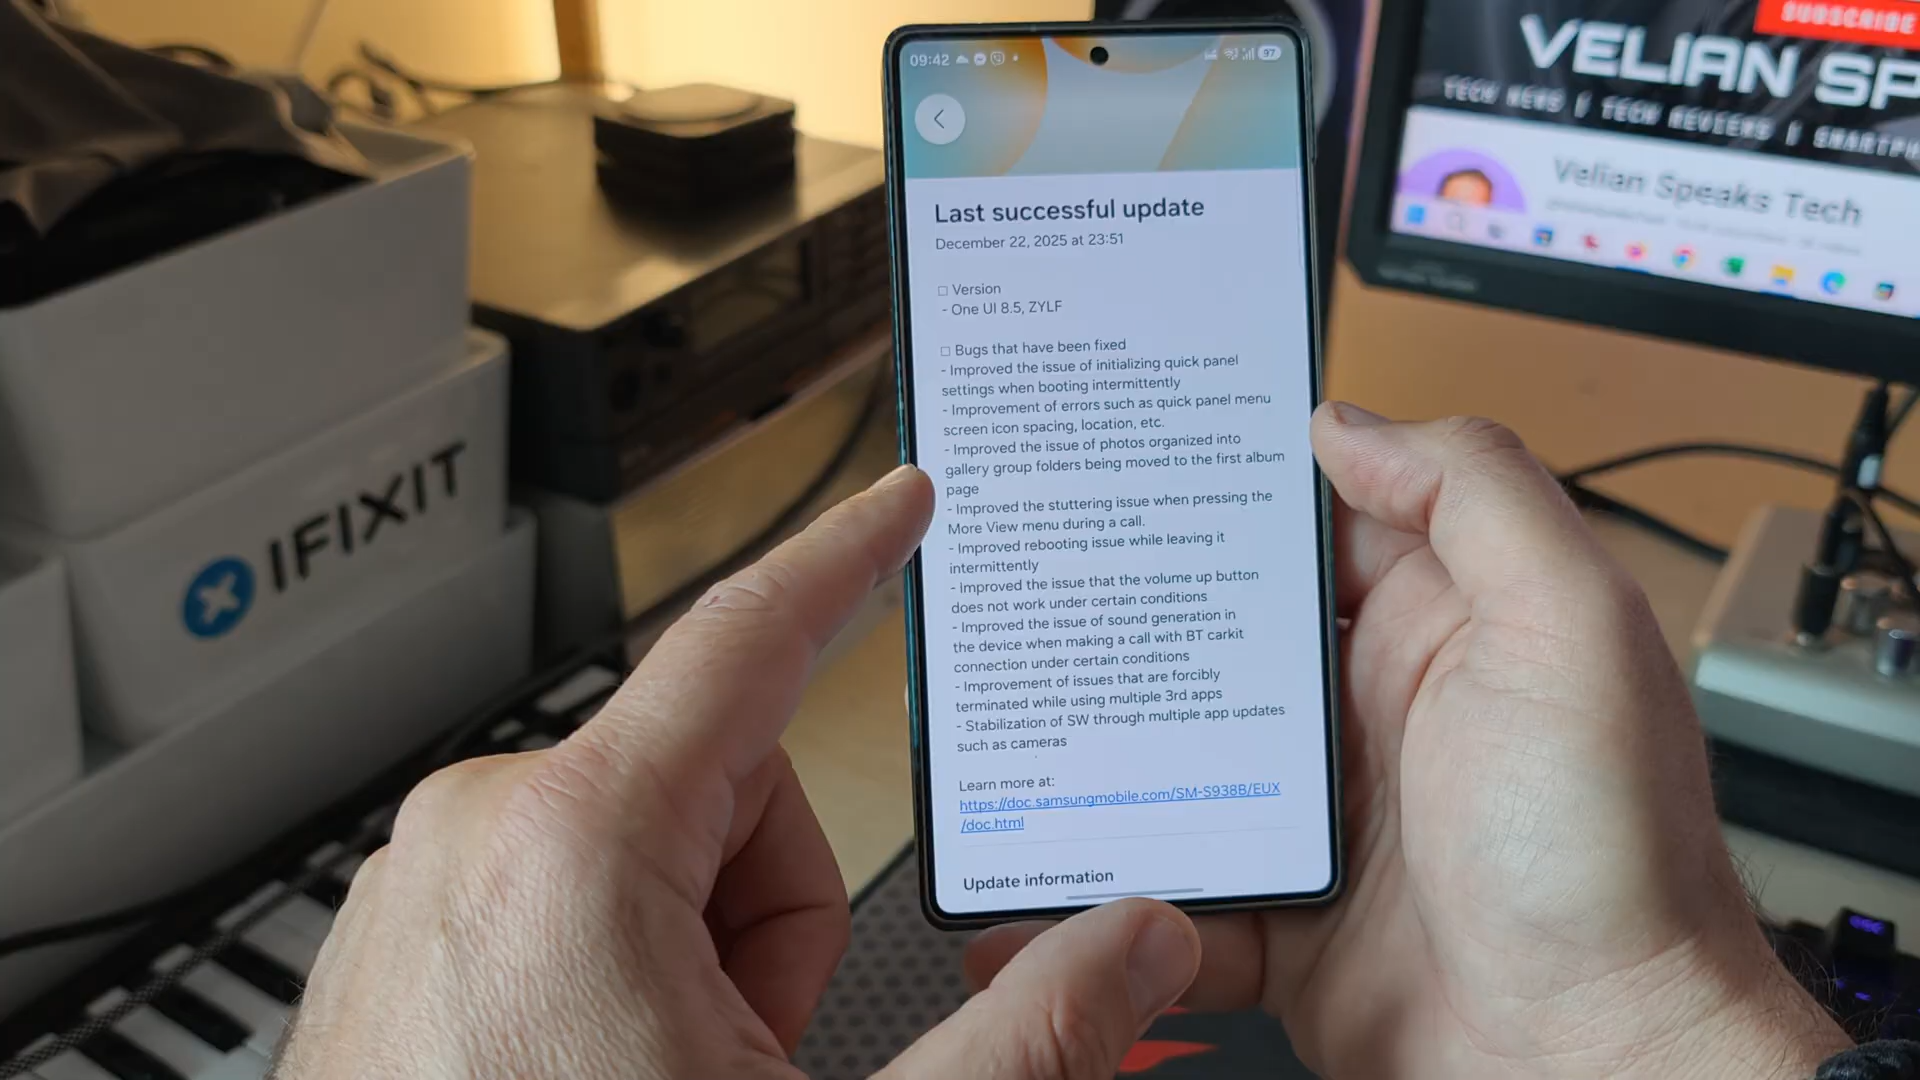 09:42
97
Last successful update
December 22, 2025 at 23:51
□ Version
- One UI 8.5, ZYLF
□ Bugs that have been fixed
- Improved the issue of initializing quick panel
settings when booting intermittently
- Improvement of errors such as quick panel menu
screen icon spacing, location, etc.
- Improved the issue of photos organized into
gallery group folders being moved to the first album
page
- Improved the stuttering issue when pressing the
More View menu during a call.
- Improved rebooting issue while leaving it
intermittently
- Improved the issue that the volume up button
does not work under certain conditions
- Improved the issue of sound generation in
the device when making a call with BT carkit
connection under certain conditions
- Improvement of issues that are forcibly
terminated while using multiple 3rd apps
- Stabilization of SW through multiple app updates
such as cameras
Learn more at:
https://doc.samsungmobile.com/SM-S938B/EUX
/doc.html
Update information
IFIXIT
SUBSCRIBE
VELIAN SP
TECH NEWS | TECH REVIEWS | SMARTPH
Velian Speaks Tech